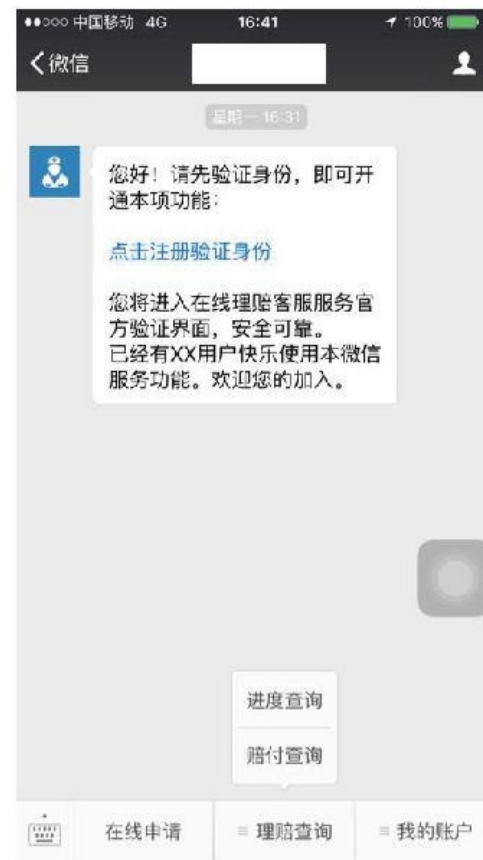 中国移动 4G 16:41 100%
微信
星期一 16:31
您好！请先验证身份，即可开
通本项功能：
点击注册验证身份
您将进入在线理赔客服服务官
方验证界面，安全可靠。
已经有XX用户快乐使用本微信
服务功能。欢迎您的加入。
进度查询
赔付查询
在线申请 理赔查询 我的账户